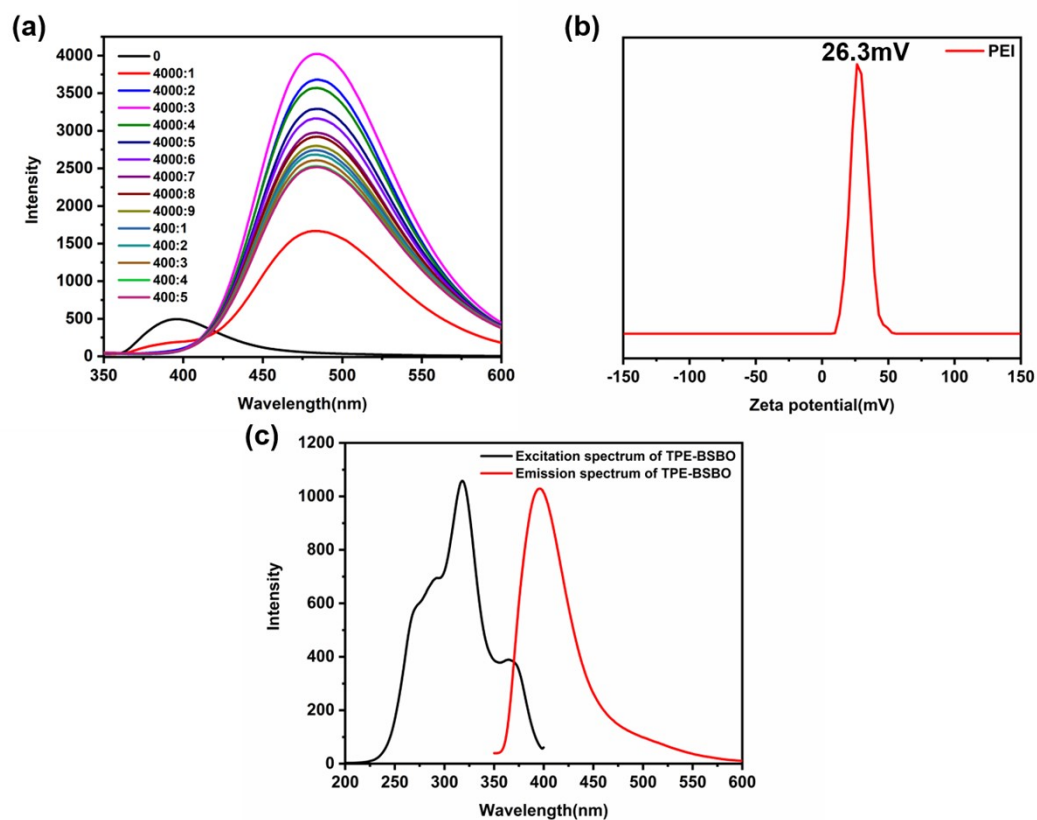 (a)
4000
3500
3000
2500
2000
1500
1000
500
0
Intensity
0
4000:1
4000:2
4000:3
4000:4
4000:5
4000:6
4000:7
4000:8
4000:9
400:1
400:2
400:3
400:4
400:5
350 400 450 500 550 600
Wavelength(nm)
(b)
26.3mV
PEI
-150 -100 -50 0 50 100 150
Zeta potential(mV)
(c)
1200
1000
800
600
400
200
0
Intensity
Excitation spectrum of TPE-BSBO
Emission spectrum of TPE-BSBO
200 250 300 350 400 450 500 550 600
Wavelength(nm)